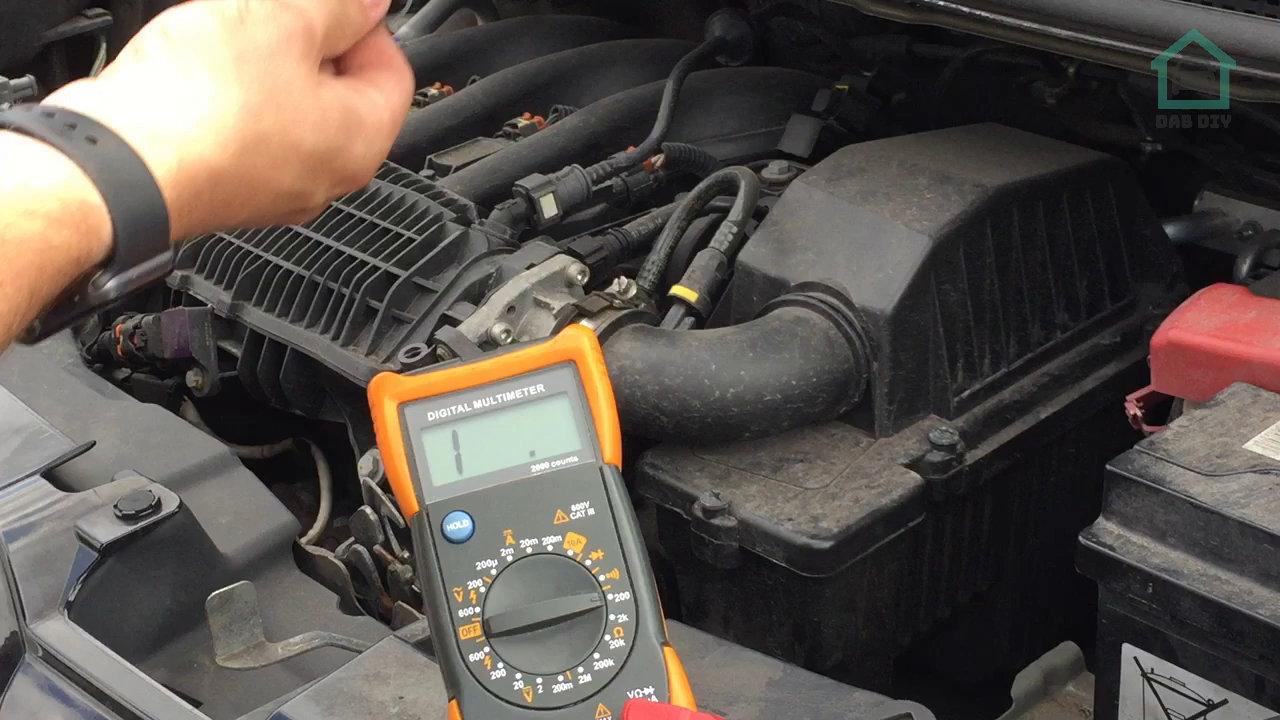 DAB DIY
DIGITAL MULTIMETER
1 .
2000 counts
HOLD
600V
CAT III
A
2m
20m
200m
10A
200µ
200
V
600
OFF
600
200
20
V
2
200m
2M
200k
20k
Ω
2k
200
VΩ